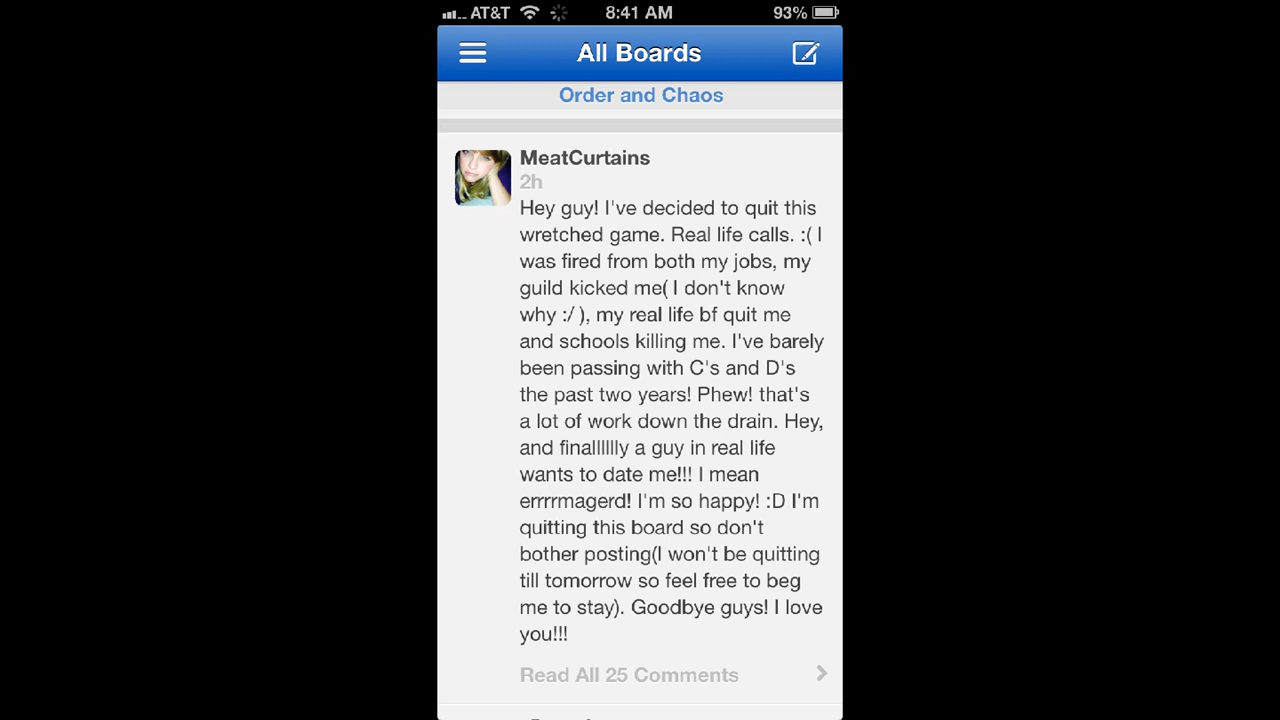 AT&T 8:41 AM 93%
All Boards
Order and Chaos
MeatCurtains
2h
Hey guy! I've decided to quit this
wretched game. Real life calls. :( I
was fired from both my jobs, my
guild kicked me( I don't know
why :/ ), my real life bf quit me
and schools killing me. I've barely
been passing with C's and D's
the past two years! Phew! that's
a lot of work down the drain. Hey,
and finalllllly a guy in real life
wants to date me!!! I mean
errrrmagerd! I'm so happy! :D I'm
quitting this board so don't
bother posting(I won't be quitting
till tomorrow so feel free to beg
me to stay). Goodbye guys! I love
you!!!
Read All 25 Comments